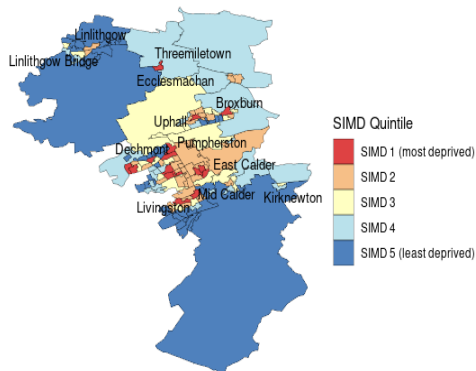 Linlithgow
Threemiletown
Linlithgow Bridge
Ecclesmachan
Broxburn
Uphall
Pumpherston
Dechmont
East Calder
Mid Calder
Kirknewton
Livingston
SIMD Quintile
SIMD 1 (most deprived)
SIMD 2
SIMD 3
SIMD 4
SIMD 5 (least deprived)